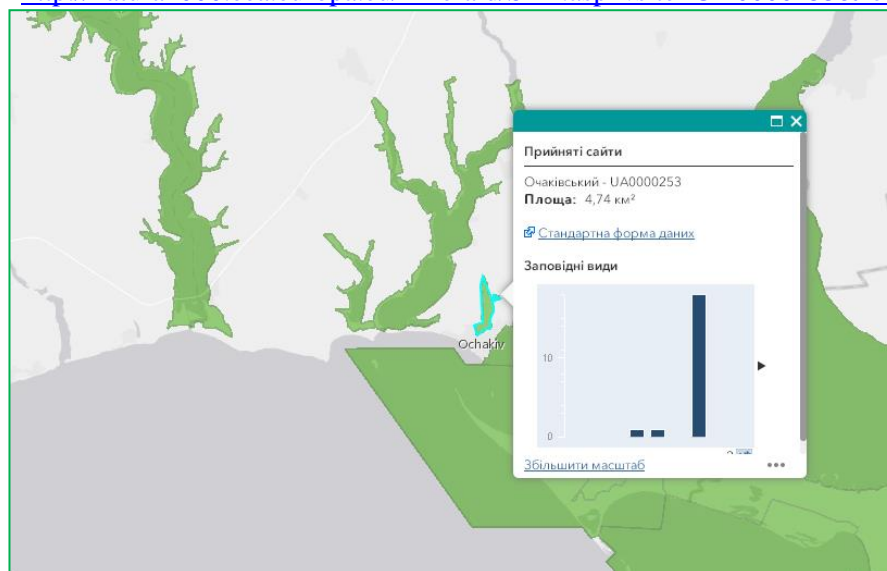 Прийняті сайти
Очаківський - UA0000253
Площа: 4,74 км²
Стандартна форма даних
Заповідні види
10
0
Ochakiv
Збільшити масштаб